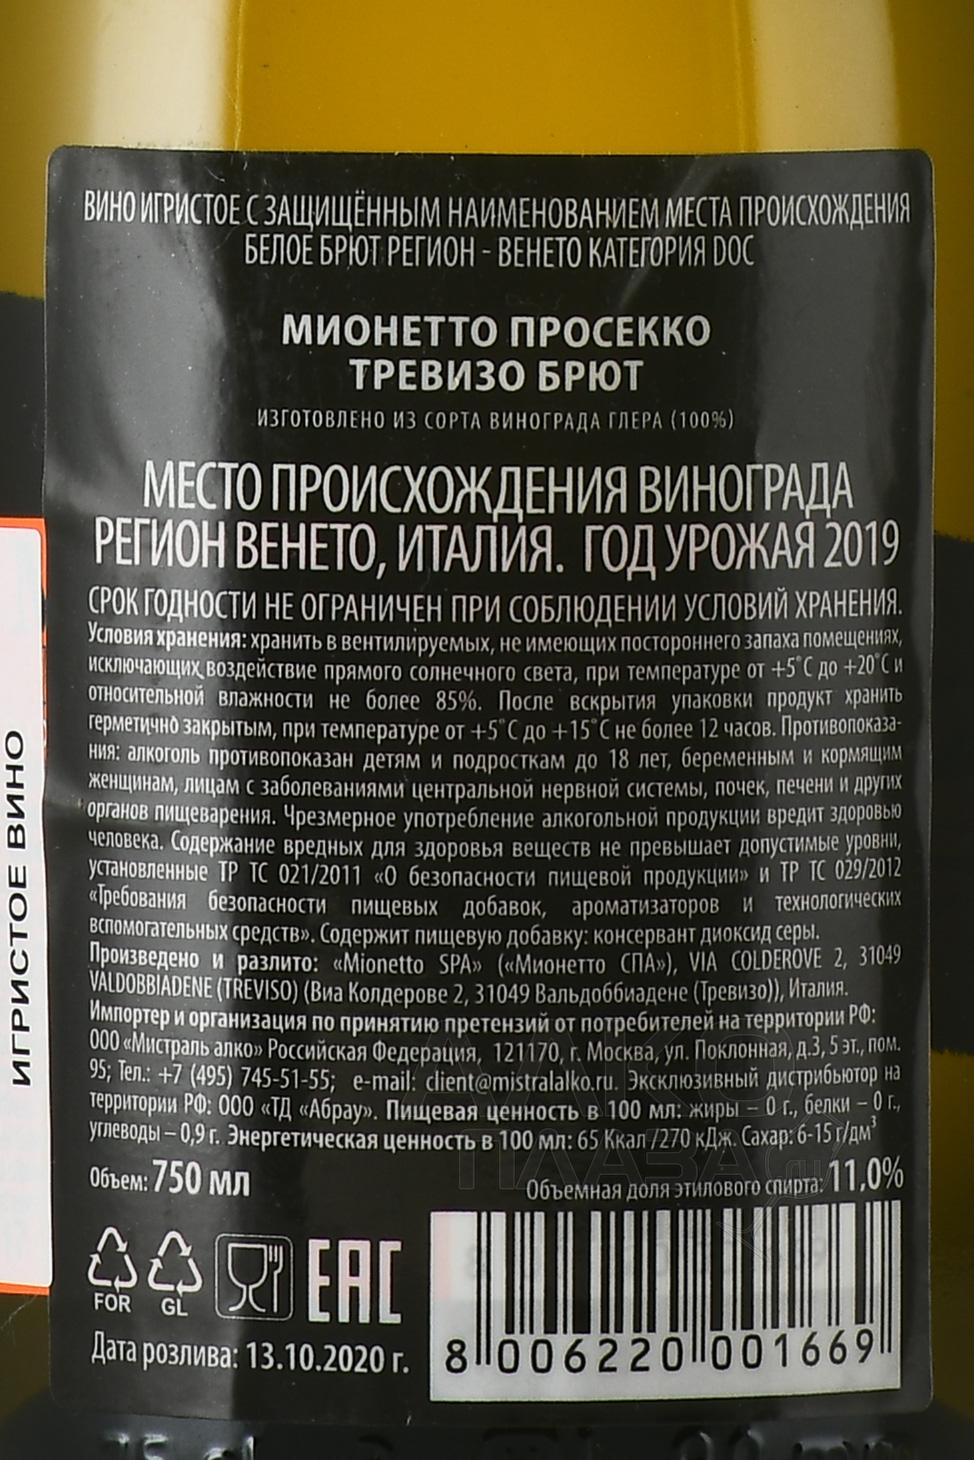 ВИНО ИГРИСТОЕ С ЗАЩИЩЁННЫМ НАИМЕНОВАНИЕМ МЕСТА ПРОИСХОЖДЕНИЯ
БЕЛОЕ БРЮТ РЕГИОН - ВЕНЕТО КАТЕГОРИЯ DOC
МИОНЕТТО ПРОСЕККО
ТРЕВИЗО БРЮТ
ИЗГОТОВЛЕНО ИЗ СОРТА ВИНОГРАДА ГЛЕРА (100%)
МЕСТО ПРОИСХОЖДЕНИЯ ВИНОГРАДА
РЕГИОН ВЕНЕТО, ИТАЛИЯ. ГОД УРОЖАЯ 2019
СРОК ГОДНОСТИ НЕ ОГРАНИЧЕН ПРИ СОБЛЮДЕНИИ УСЛОВИЙ ХРАНЕНИЯ.
Условия хранения: хранить в вентилируемых, не имеющих постороннего запаха помещениях,
исключающих воздействие прямого солнечного света, при температуре от +5°C до +20°C и
относительной влажности не более 85%. После вскрытия упаковки продукт хранить
герметично закрытым, при температуре от +5°C до +15°C не более 12 часов. Противопоказа-
ния: алкоголь противопоказан детям и подросткам до 18 лет, беременным и кормящим
женщинам, лицам с заболеваниями центральной нервной системы, почек, печени и других
органов пищеварения. Чрезмерное употребление алкогольной продукции вредит здоровью
человека. Содержание вредных для здоровья веществ не превышает допустимые уровни,
установленные ТР ТС 021/2011 «О безопасности пищевой продукции» и ТР ТС 029/2012
«Требования безопасности пищевых добавок, ароматизаторов и технологических
вспомогательных средств». Содержит пищевую добавку: консервант диоксид серы.
Произведено и разлито: «Mionetto SPA» («Мионетто СПА»), VIA COLDEROVE 2, 31049
VALDOBBIADENE (TREVISO) (Виа Колдерове 2, 31049 Вальдоббиадене (Тревизо)), Италия.
Импортер и организация по принятию претензий от потребителей на территории РФ:
ООО «Мистраль алко» Российская Федерация, 121170, г. Москва, ул. Поклонная, д.3, 5 эт., пом.
95; Тел.: +7 (495) 745-51-55; e-mail: client@mistralalko.ru. Эксклюзивный дистрибьютор на
территории РФ: ООО «ТД «Абрау». Пищевая ценность в 100 мл: жиры – 0 г., белки – 0 г.,
углеводы – 0,9 г. Энергетическая ценность в 100 мл: 65 Ккал /270 кДж. Сахар: 6-15 г/дм³
Объем: 750 мл
Объемная доля этилового спирта: 11,0%
FOR
GL
EAC
Дата розлива: 13.10.2020 г.
8 006220 001669
ИГРИСТОЕ ВИНО
АЛКО
ПЛАЗА
.ru